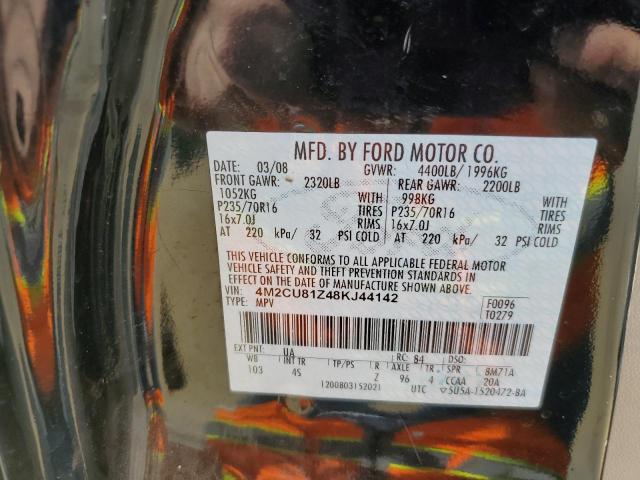 MFD. BY FORD MOTOR CO.
DATE: 03/08 GVWR: 4400LB/ 1996KG
FRONT GAWR: 2320LB REAR GAWR: 2200LB
1052KG WITH 998KG WITH
P235/70R16 TIRES P235/70R16 TIRES
16x7.0J RIMS 16x7.0J RIMS
AT 220 kPa/ 32 PSI COLD AT 220 kPa/ 32 PSI COLD
THIS VEHICLE CONFORMS TO ALL APPLICABLE FEDERAL MOTOR
VEHICLE SAFETY AND THEFT PREVENTION STANDARDS IN
EFFECT ON THE DATE OF MANUFACTURE SHOWN ABOVE.
VIN: 4M2CU81Z48KJ44142 F0096
TYPE: MPV T0279
EXT PNT: UA RC: 84 DSO:
WB INT TR TP/PS R AXLE TR SPR 8M71A
103 4S 2 96 4 CCAA 20A
1200803152021 UTC 5U5A-1520472-BA